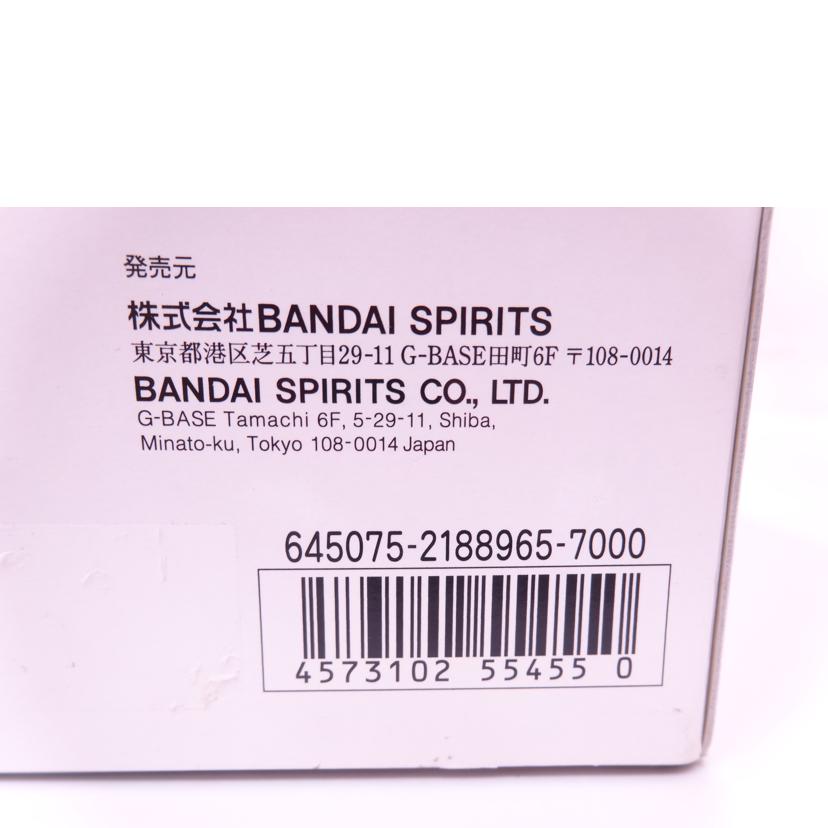 発売元
株式会社BANDAI SPIRITS
東京都港区芝五丁目29-11 G-BASE田町6F 〒108-0014
BANDAI SPIRITS CO., LTD.
G-BASE Tamachi 6F, 5-29-11, Shiba,
Minato-ku, Tokyo 108-0014 Japan
645075-2188965-7000
4573102 55455 0